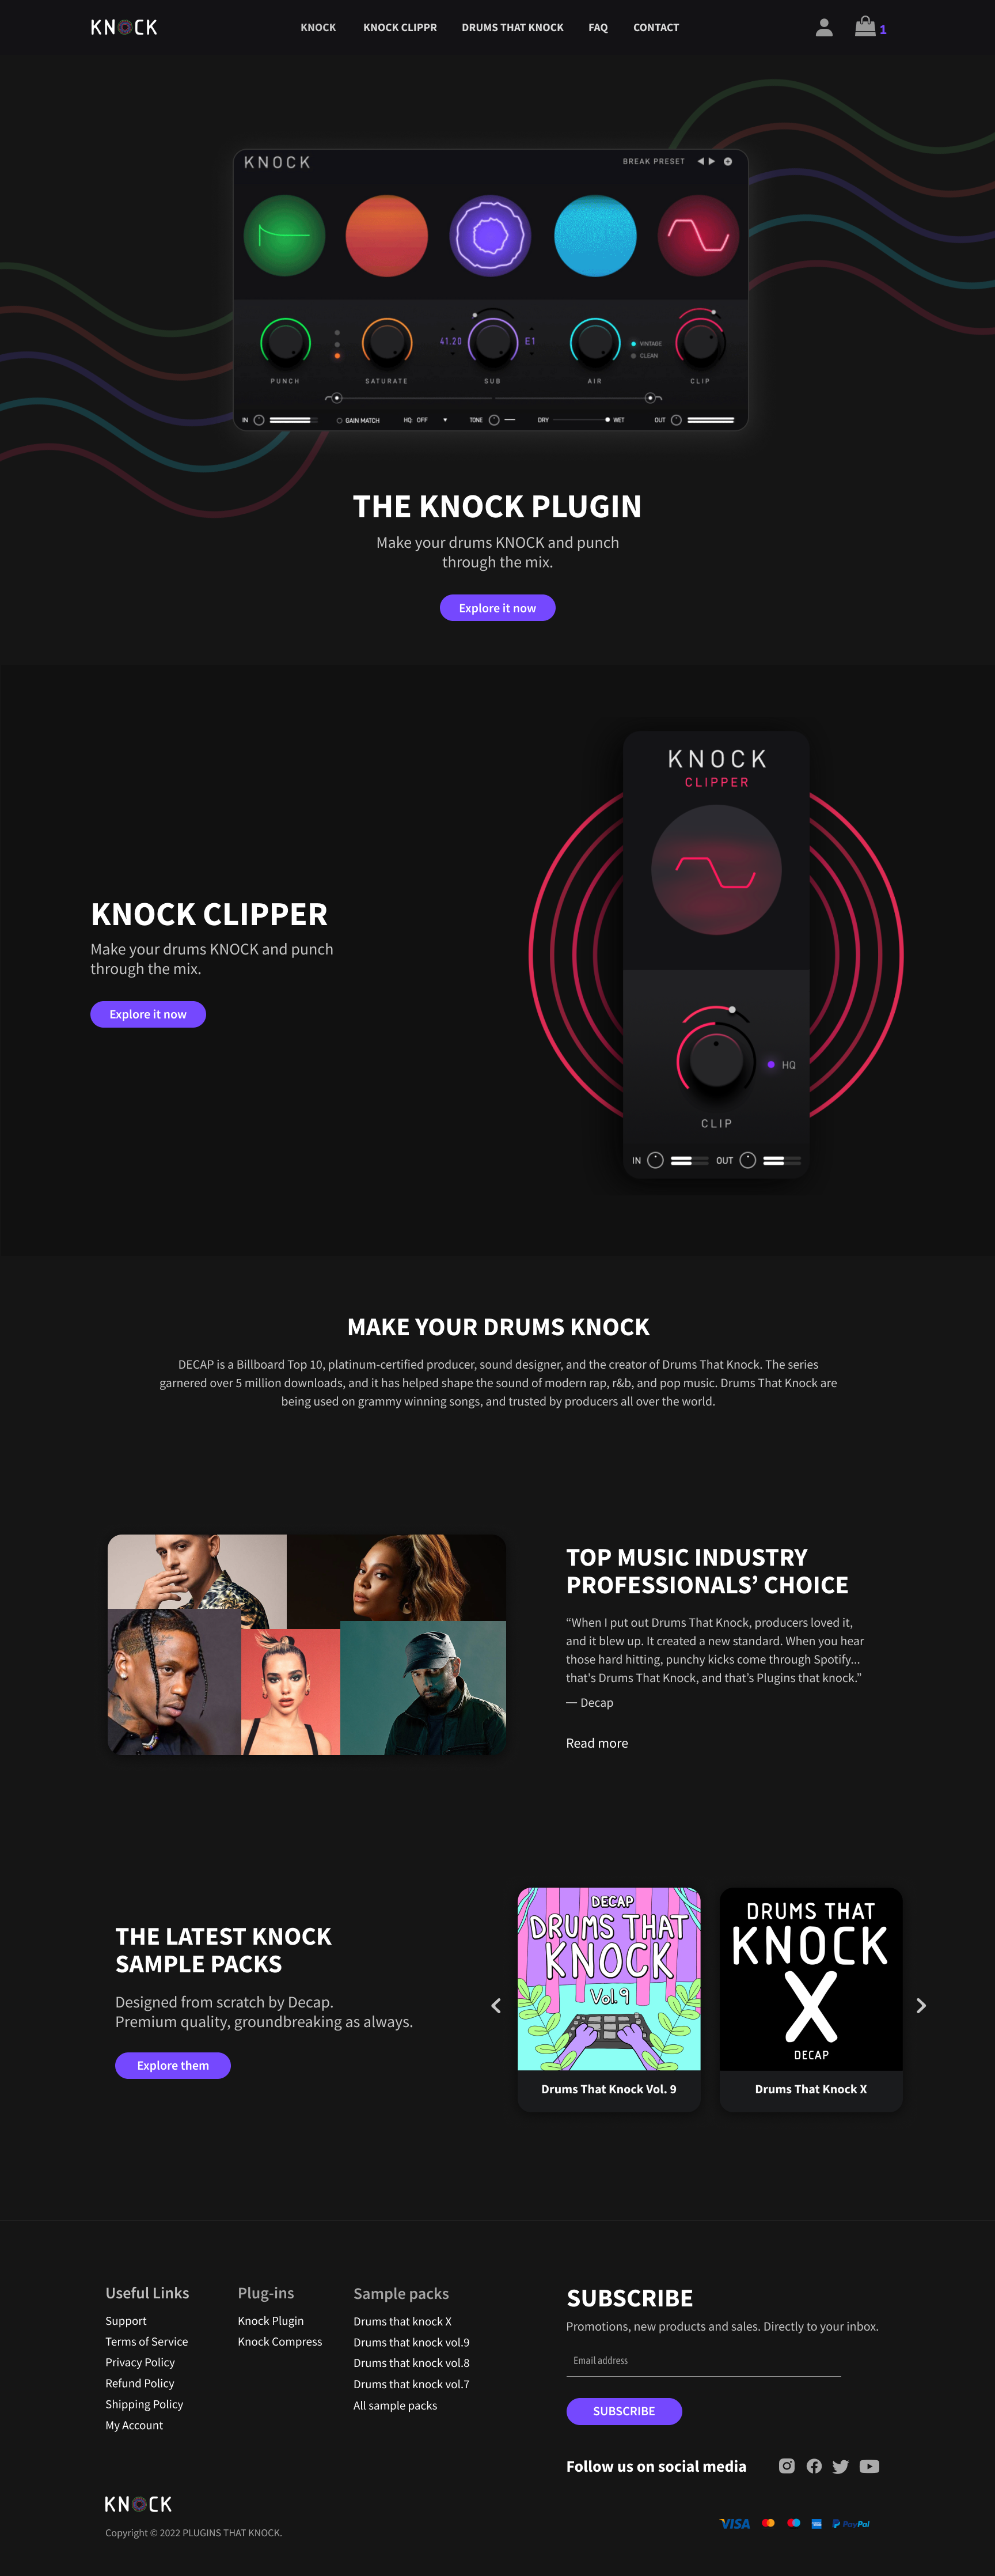 KNOCK
KNOCK
KNOCK CLIPPR
DRUMS THAT KNOCK
FAQ
CONTACT
1
KNOCK
BREAK PRESET
41.20
E1
VINTAGE
CLEAN
PUNCH
SATURATE
SUB
AIR
CLIP
IN
GAIN MATCH
HQ OFF
TONE
DRY
WET
OUT
THE KNOCK PLUGIN
Make your drums KNOCK and punch
through the mix.
Explore it now
KNOCK
CLIPPER
HQ
CLIP
IN
OUT
KNOCK CLIPPER
Make your drums KNOCK and punch
through the mix.
Explore it now
MAKE YOUR DRUMS KNOCK
DECAP is a Billboard Top 10, platinum-certified producer, sound designer, and the creator of Drums That Knock. The series
garnered over 5 million downloads, and it has helped shape the sound of modern rap, r&b, and pop music. Drums That Knock are
being used on grammy winning songs, and trusted by producers all over the world.
TOP MUSIC INDUSTRY
PROFESSIONALS’ CHOICE
“When I put out Drums That Knock, producers loved it,
and it blew up. It created a new standard. When you hear
those hard hitting, punchy kicks come through Spotify...
that's Drums That Knock, and that’s Plugins that knock.”
— Decap
Read more
THE LATEST KNOCK
SAMPLE PACKS
Designed from scratch by Decap.
Premium quality, groundbreaking as always.
Explore them
DECAP
DRUMS THAT
KNOCK
Vol. 9
Drums That Knock Vol. 9
DRUMS THAT
KNOCK
X
DECAP
Drums That Knock X
Useful Links
Support
Terms of Service
Privacy Policy
Refund Policy
Shipping Policy
My Account
Plug-ins
Knock Plugin
Knock Compress
Sample packs
Drums that knock X
Drums that knock vol.9
Drums that knock vol.8
Drums that knock vol.7
All sample packs
SUBSCRIBE
Promotions, new products and sales. Directly to your inbox.
Email address
SUBSCRIBE
Follow us on social media
KNOCK
Copyright © 2022 PLUGINS THAT KNOCK.
VISA
PayPal